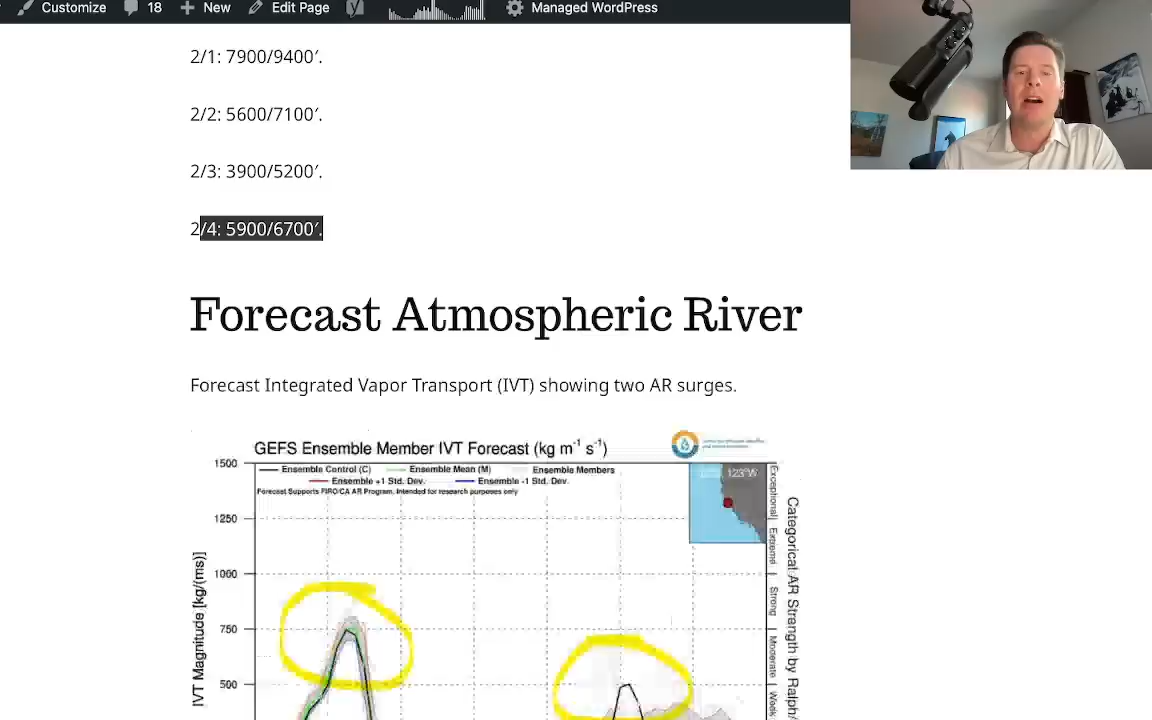 Customize 18 New Edit Page Managed WordPress
2/1: 7900/9400′.
2/2: 5600/7100′.
2/3: 3900/5200′.
2/4: 5900/6700′.
Forecast Atmospheric River
Forecast Integrated Vapor Transport (IVT) showing two AR surges.
GEFS Ensemble Member IVT Forecast (kg m⁻¹ s⁻¹)
Ensemble Control (C) Ensemble Mean (M) Ensemble Members
Ensemble +1 Std. Dev. Ensemble -1 Std. Dev.
Forecast Supports FIRO/CA AR Program, Intended for research purposes only
123°W
1500
1250
1000
750
500
IVT Magnitude [kg/(ms)]
Exceptional
Extreme
Strong
Moderate
Weak
Categorical AR Strength by Ralph/